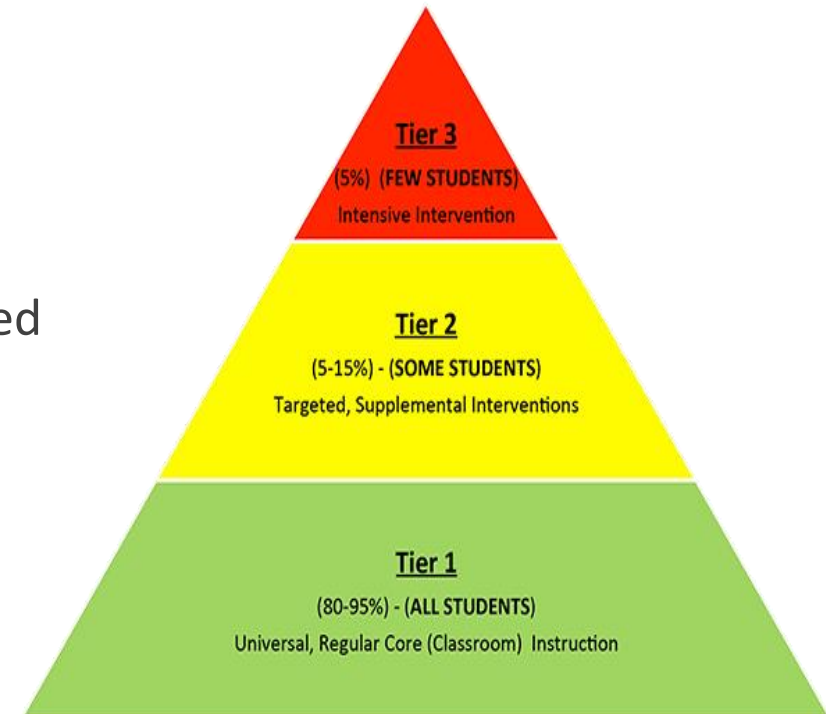 Tier 3
(5%) (FEW STUDENTS)
Intensive Intervention
ed
Tier 2
(5-15%) - (SOME STUDENTS)
Targeted, Supplemental Interventions
Tier 1
(80-95%) - (ALL STUDENTS)
Universal, Regular Core (Classroom) Instruction